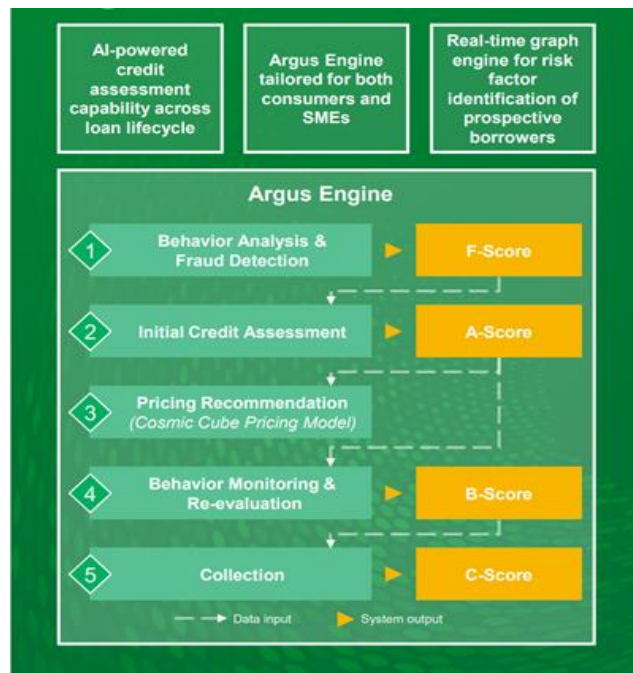 AI-powered
credit
assessment
capability across
loan lifecycle
Argus Engine
tailored for both
consumers and
SMEs
Real-time graph
engine for risk
factor
identification of
prospective
borrowers
Argus Engine
1
Behavior Analysis &
Fraud Detection
F-Score
2
Initial Credit Assessment
A-Score
3
Pricing Recommendation
(Cosmic Cube Pricing Model)
4
Behavior Monitoring &
Re-evaluation
B-Score
5
Collection
C-Score
Data input
System output